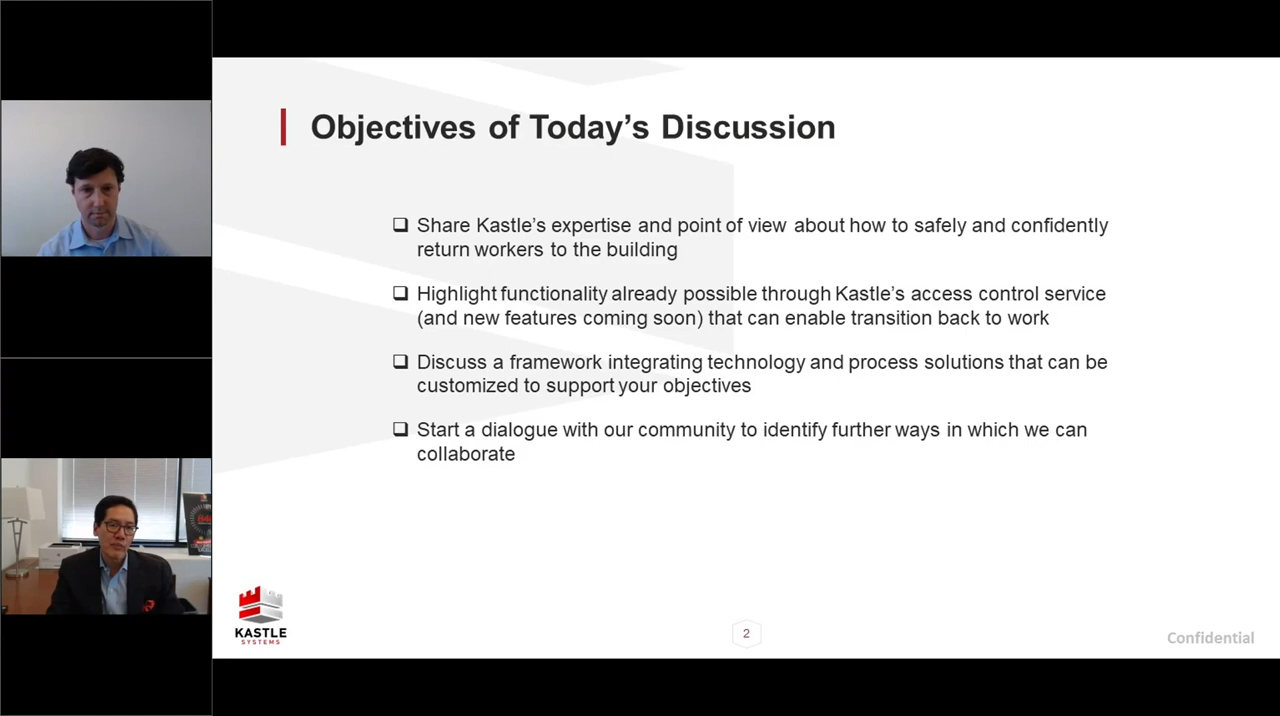 Objectives of Today’s Discussion
❑ Share Kastle’s expertise and point of view about how to safely and confidently
return workers to the building
❑ Highlight functionality already possible through Kastle’s access control service
(and new features coming soon) that can enable transition back to work
❑ Discuss a framework integrating technology and process solutions that can be
customized to support your objectives
❑ Start a dialogue with our community to identify further ways in which we can
collaborate
KASTLE
SYSTEMS
2
Confidential